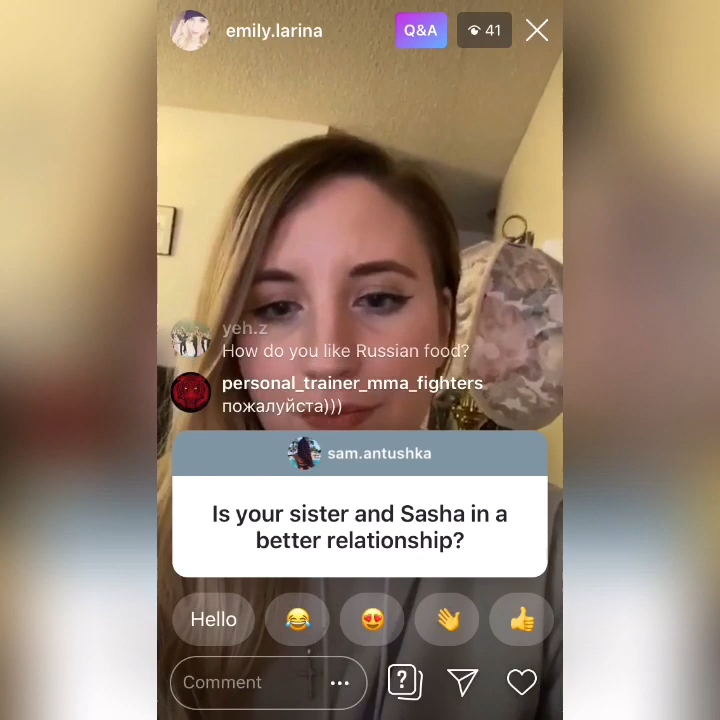 emily.larina
Q&A
41
yeh.z
How do you like Russian food?
personal_trainer_mma_fighters
пожалуйста)))
sam.antushka
Is your sister and Sasha in a
better relationship?
Hello
Comment